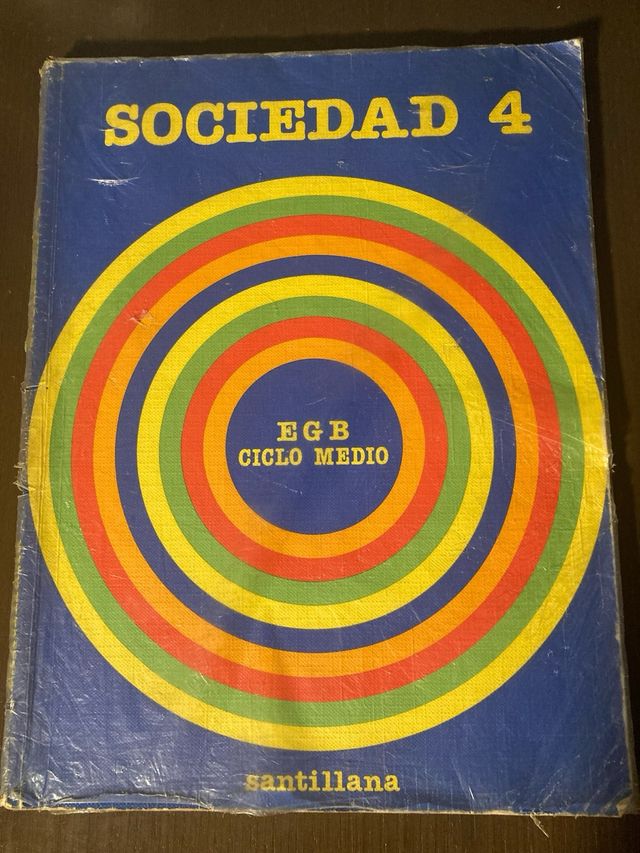 SOCIEDAD 4
EGB
CICLO MEDIO
santillana